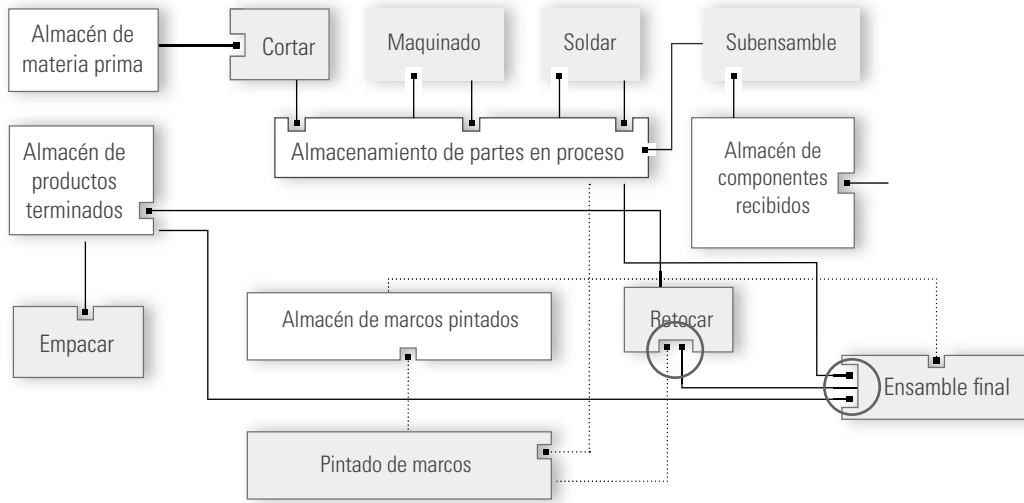 Almacén de
materia prima
Cortar
Maquinado
Soldar
Subensamble
Almacén de
productos
terminados
Almacenamiento de partes en proceso
Almacén de
componentes
recibidos
Almacén de marcos pintados
Retocar
Empacar
Ensamble final
Pintado de marcos